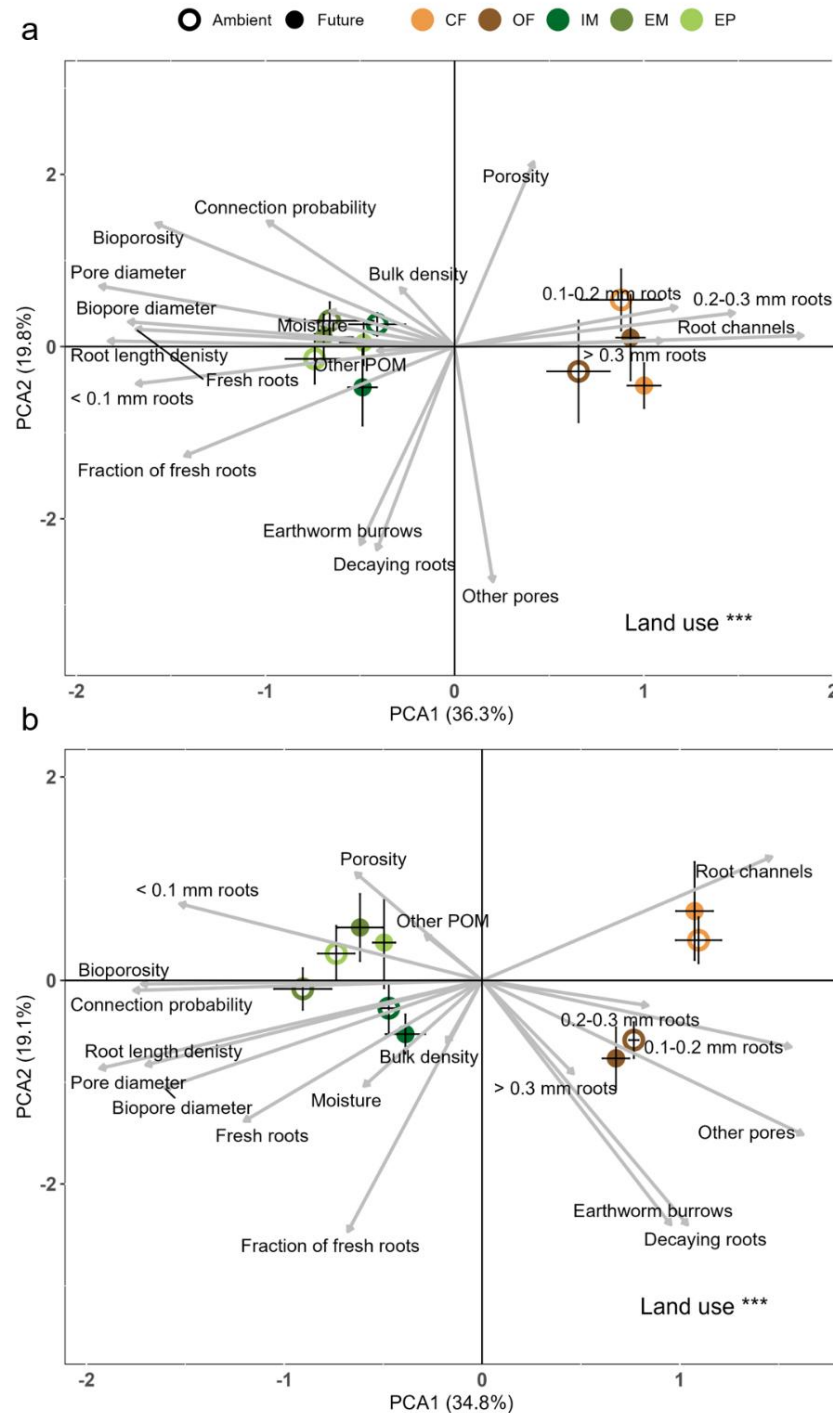 a
Ambient Future CF OF IM EM EP
Porosity
Connection probability
Bioporosity
Pore diameter
Bulk density
0.1-0.2 mm roots
0.2-0.3 mm roots
Biopore diameter
Moisture
Root channels
Root length denisty
> 0.3 mm roots
Other POM
Fresh roots
< 0.1 mm roots
Fraction of fresh roots
Earthworm burrows
Decaying roots
Other pores
Land use ***
2
0
-2
PCA2 (19.8%)
-2 -1 0 1 2
PCA1 (36.3%)
b
Porosity
Root channels
< 0.1 mm roots
Other POM
Bioporosity
Connection probability
0.2-0.3 mm roots
Root length denisty
0.1-0.2 mm roots
Bulk density
Pore diameter
> 0.3 mm roots
Moisture
Biopore diameter
Fresh roots
Other pores
Earthworm burrows
Fraction of fresh roots
Decaying roots
Land use ***
2
0
-2
PCA2 (19.1%)
-2 -1 0 1
PCA1 (34.8%)